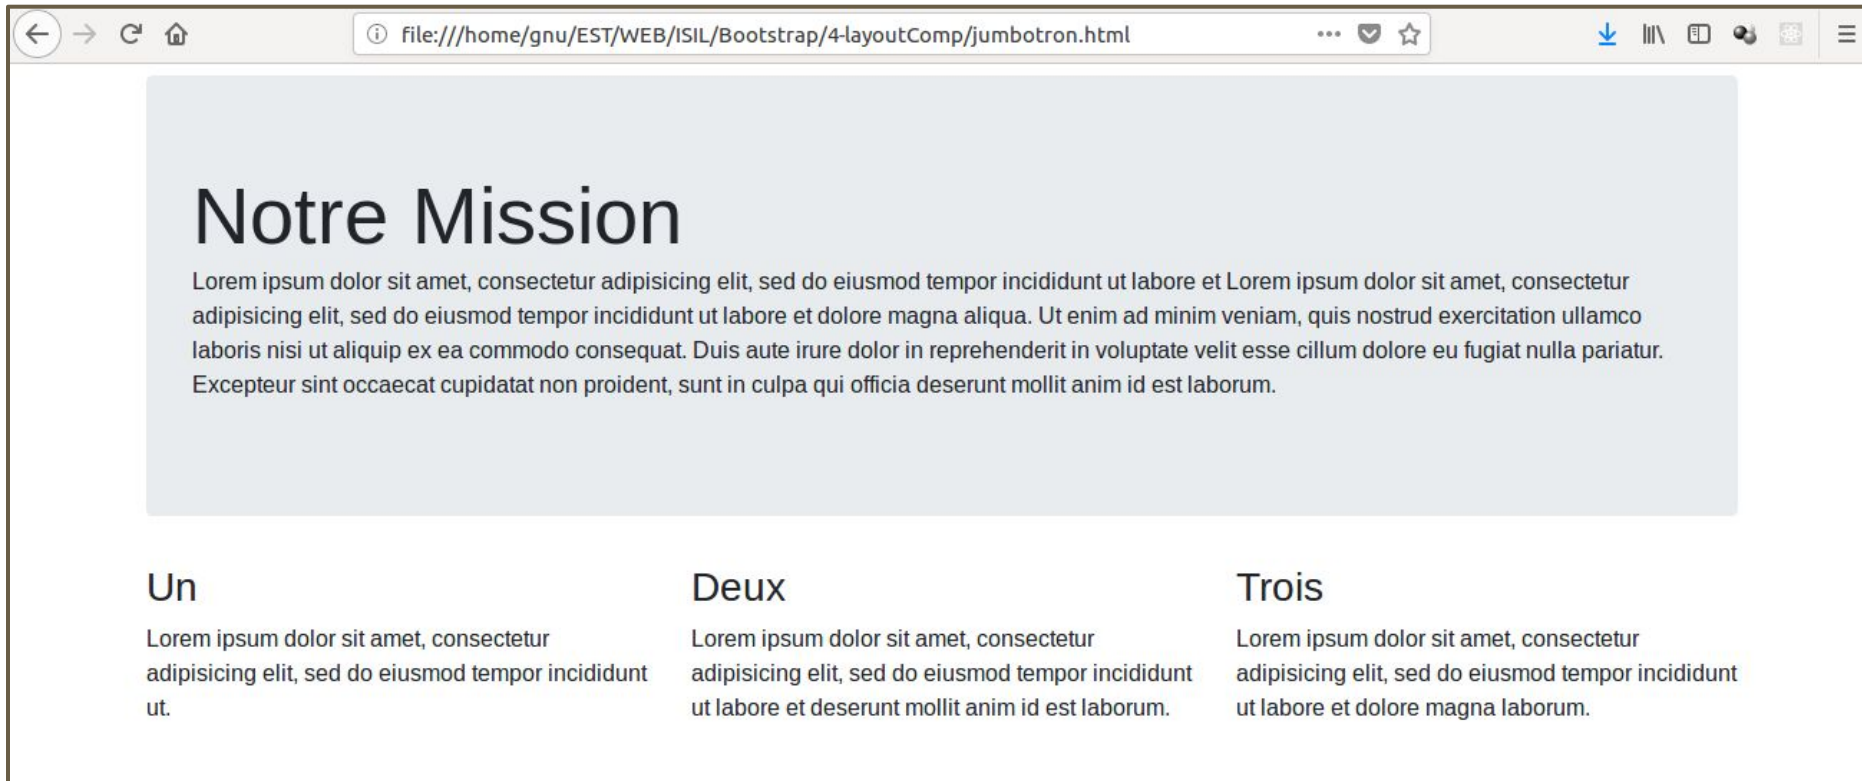 file:///home/gnu/EST/WEB/ISIL/Bootstrap/4-layoutComp/jumbotron.html
Notre Mission
Lorem ipsum dolor sit amet, consectetur adipisicing elit, sed do eiusmod tempor incididunt ut labore et Lorem ipsum dolor sit amet, consectetur
adipisicing elit, sed do eiusmod tempor incididunt ut labore et dolore magna aliqua. Ut enim ad minim veniam, quis nostrud exercitation ullamco
laboris nisi ut aliquip ex ea commodo consequat. Duis aute irure dolor in reprehenderit in voluptate velit esse cillum dolore eu fugiat nulla pariatur.
Excepteur sint occaecat cupidatat non proident, sunt in culpa qui officia deserunt mollit anim id est laborum.
Un
Lorem ipsum dolor sit amet, consectetur
adipisicing elit, sed do eiusmod tempor incididunt
ut.
Deux
Lorem ipsum dolor sit amet, consectetur
adipisicing elit, sed do eiusmod tempor incididunt
ut labore et deserunt mollit anim id est laborum.
Trois
Lorem ipsum dolor sit amet, consectetur
adipisicing elit, sed do eiusmod tempor incididunt
ut labore et dolore magna laborum.